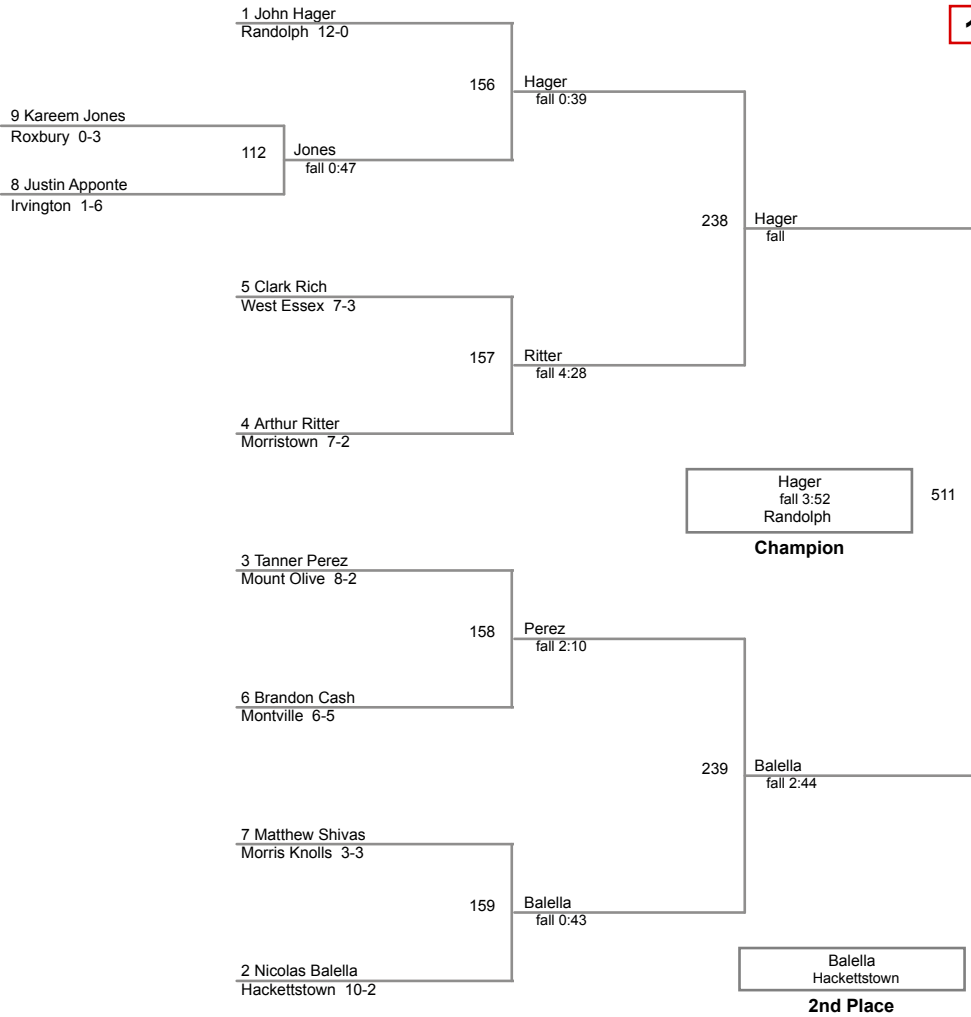 1 John Hager
Randolph 12-0
156
Hager
fall 0:39
9 Kareem Jones
Roxbury 0-3
112
Jones
fall 0:47
8 Justin Apponte
Irvington 1-6
238
Hager
fall
5 Clark Rich
West Essex 7-3
157
Ritter
fall 4:28
4 Arthur Ritter
Morristown 7-2
Hager
fall 3:52
Randolph
511
Champion
3 Tanner Perez
Mount Olive 8-2
158
Perez
fall 2:10
6 Brandon Cash
Montville 6-5
239
Balella
fall 2:44
7 Matthew Shivas
Morris Knolls 3-3
159
Balella
fall 0:43
2 Nicolas Balella
Hackettstown 10-2
Balella
Hackettstown
2nd Place